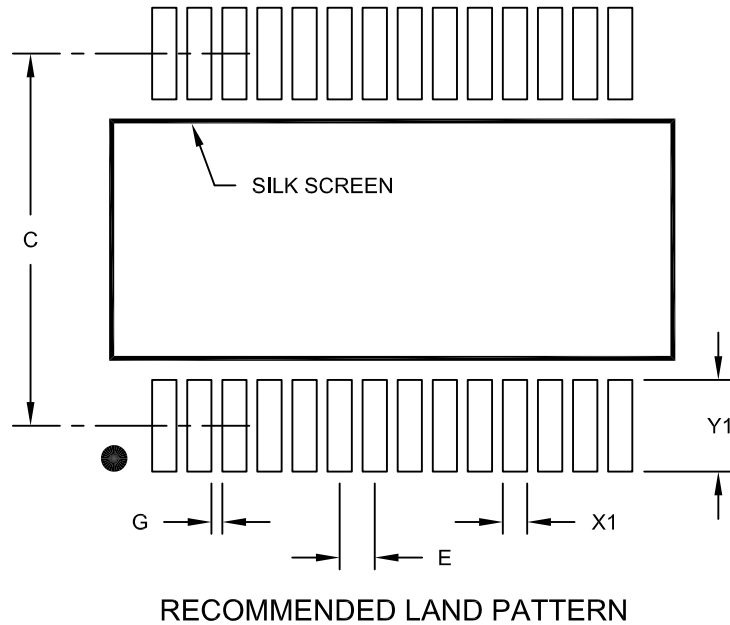 SILK SCREEN
C
Y1
G
X1
E
RECOMMENDED LAND PATTERN